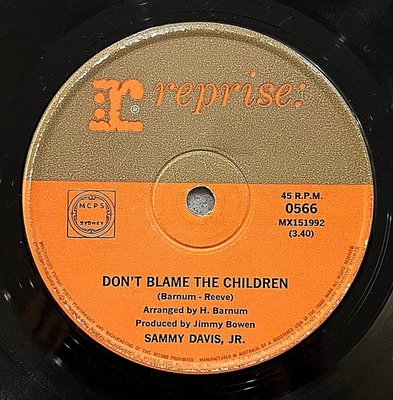 r reprise:
®
45 R.P.M.
0566
MX151992
(3.40)
MCPS
SYDNEY
DON'T BLAME THE CHILDREN
(Barnum - Reeve)
Arranged by H. Barnum
Produced by Jimmy Bowen
SAMMY DAVIS, JR.